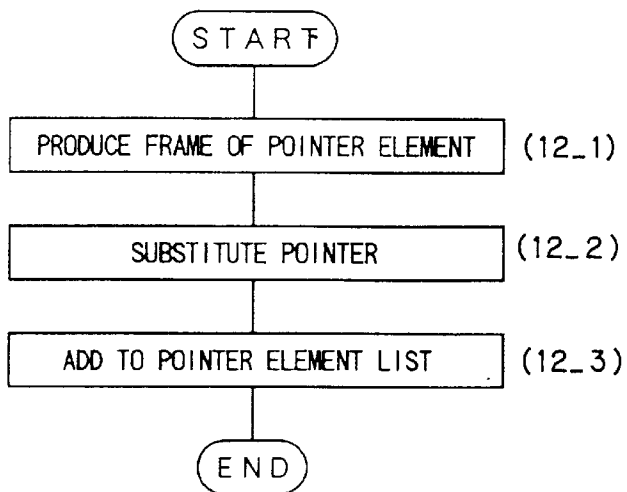 START
PRODUCE FRAME OF POINTER ELEMENT (12_1)
SUBSTITUTE POINTER (12_2)
ADD TO POINTER ELEMENT LIST (12_3)
END